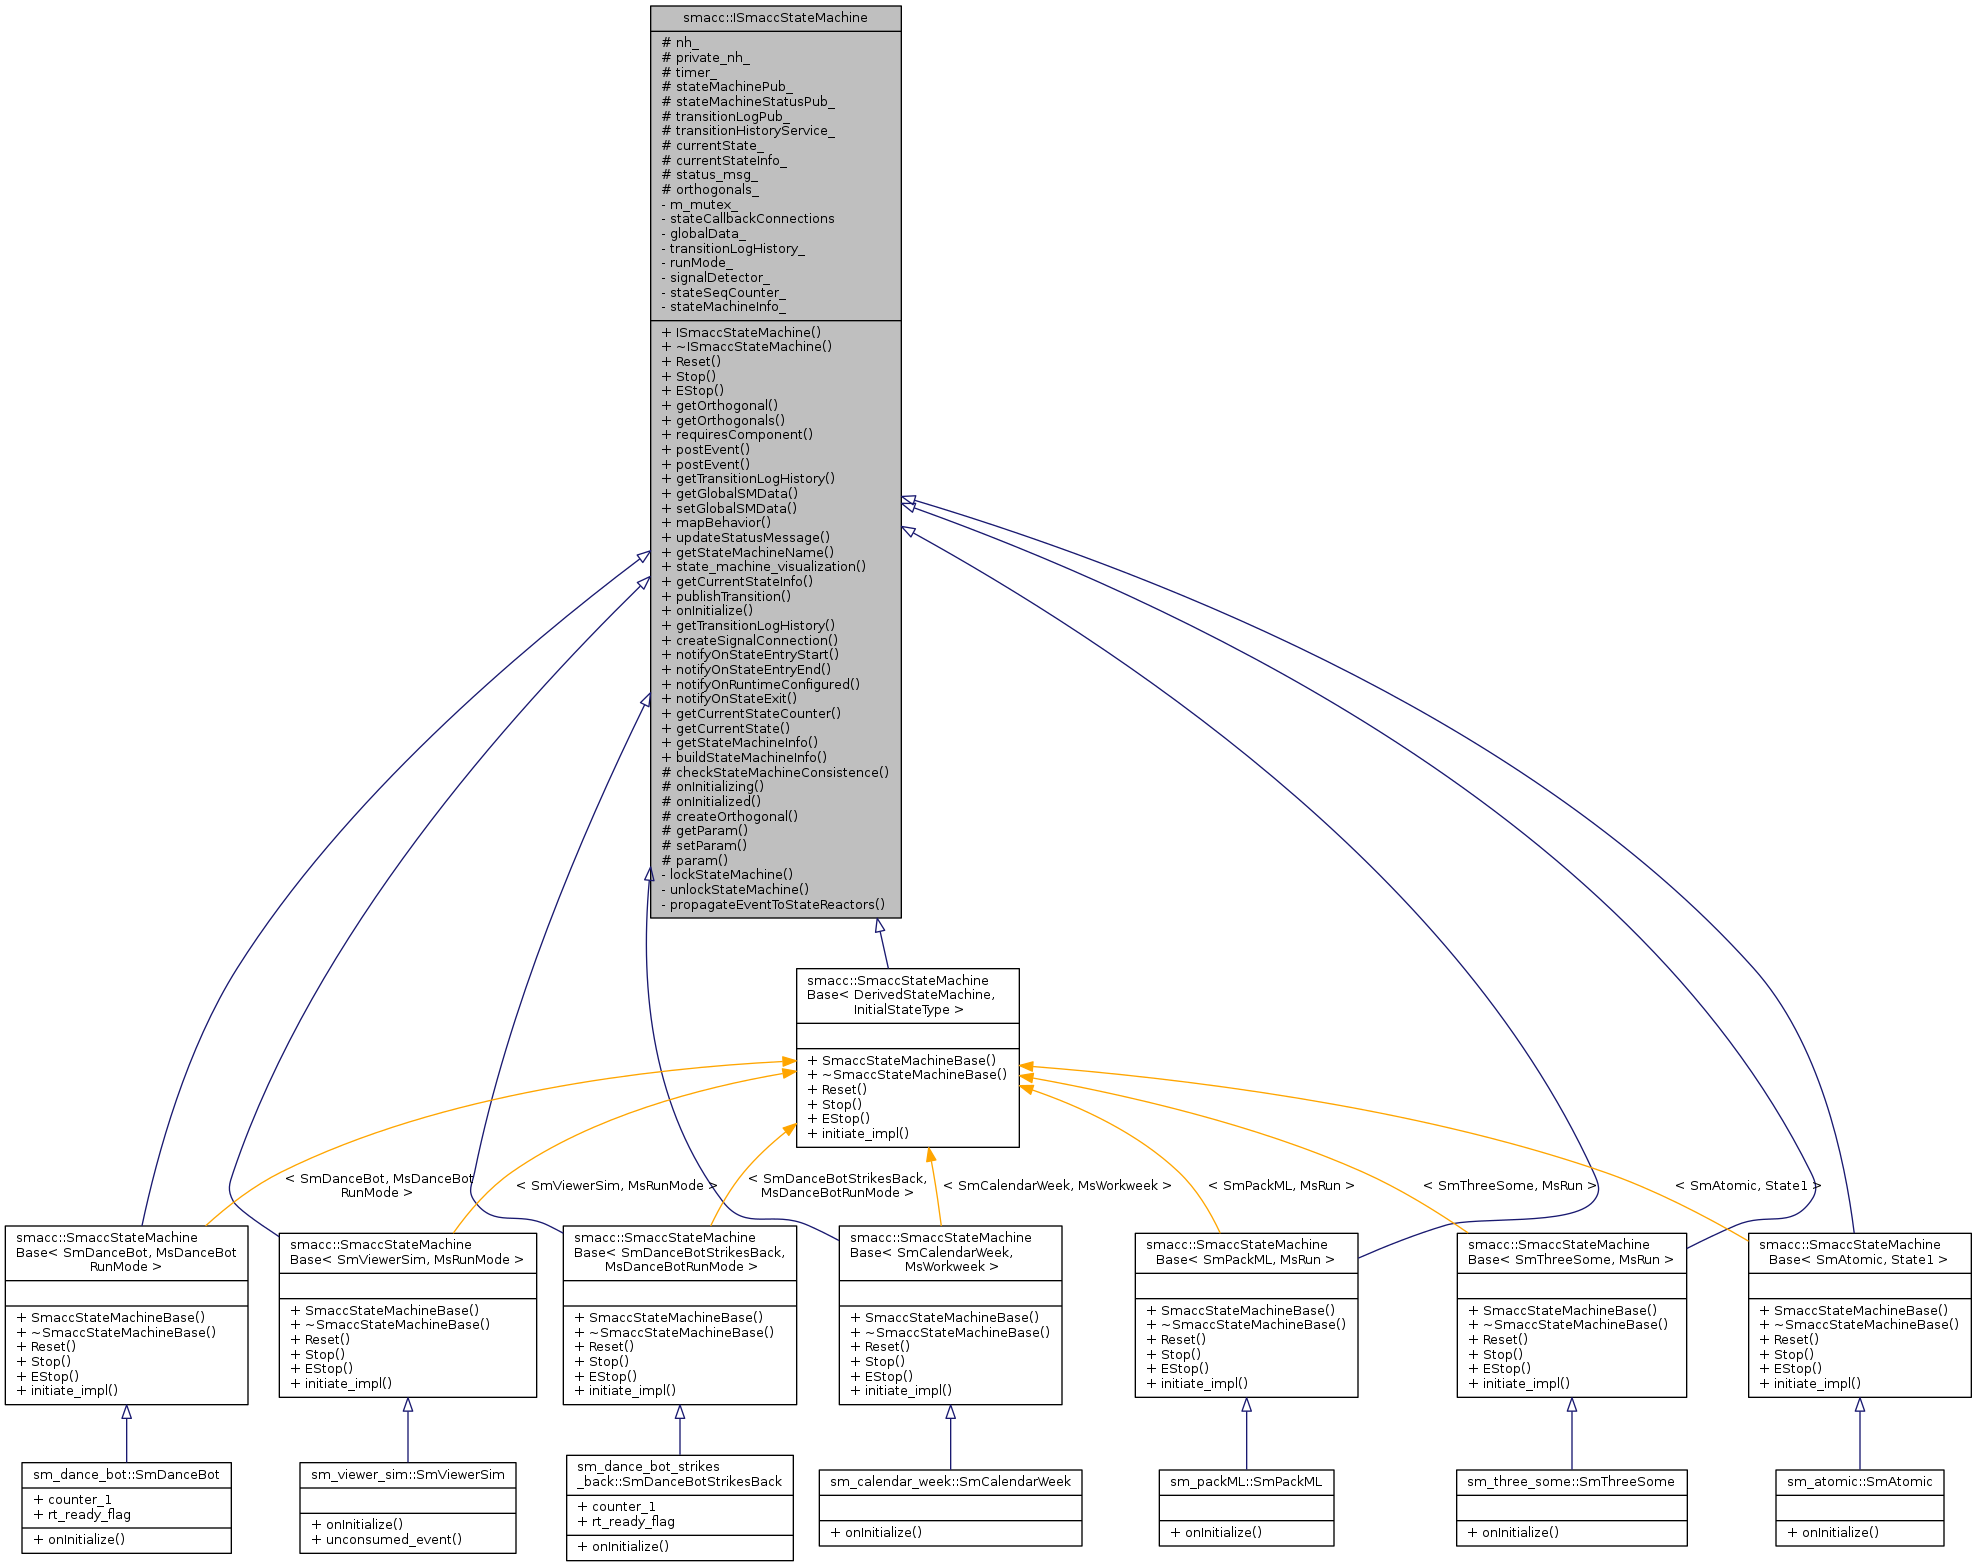 smacc::ISmaccStateMachine
# nh_
# private_nh_
# timer_
# stateMachinePub_
# stateMachineStatusPub_
# transitionLogPub_
# transitionHistoryService_
# currentState_
# currentStateInfo_
# status_msg_
# orthogonals_
- m_mutex_
- stateCallbackConnections
- globalData_
- transitionLogHistory_
- runMode_
- signalDetector_
- stateSeqCounter_
- stateMachineInfo_
+ ISmaccStateMachine()
+ ~ISmaccStateMachine()
+ Reset()
+ Stop()
+ EStop()
+ getOrthogonal()
+ getOrthogonals()
+ requiresComponent()
+ postEvent()
+ postEvent()
+ getTransitionLogHistory()
+ getGlobalSMData()
+ setGlobalSMData()
+ mapBehavior()
+ updateStatusMessage()
+ getStateMachineName()
+ state_machine_visualization()
+ getCurrentStateInfo()
+ publishTransition()
+ onInitialize()
+ getTransitionLogHistory()
+ createSignalConnection()
+ notifyOnStateEntryStart()
+ notifyOnStateEntryEnd()
+ notifyOnRuntimeConfigured()
+ notifyOnStateExit()
+ getCurrentStateCounter()
+ getCurrentState()
+ getStateMachineInfo()
+ buildStateMachineInfo()
# checkStateMachineConsistence()
# onInitializing()
# onInitialized()
# createOrthogonal()
# getParam()
# setParam()
# param()
- lockStateMachine()
- unlockStateMachine()
- propagateEventToStateReactors()
smacc::SmaccStateMachine
Base< DerivedStateMachine,
InitialStateType >
+ SmaccStateMachineBase()
+ ~SmaccStateMachineBase()
+ Reset()
+ Stop()
+ EStop()
+ initiate_impl()
< SmDanceBot, MsDanceBot
RunMode >
< SmViewerSim, MsRunMode >
< SmDanceBotStrikesBack,
MsDanceBotRunMode >
< SmCalendarWeek, MsWorkweek >
< SmPackML, MsRun >
< SmThreeSome, MsRun >
< SmAtomic, State1 >
smacc::SmaccStateMachine
Base< SmDanceBot, MsDanceBot
RunMode >
+ SmaccStateMachineBase()
+ ~SmaccStateMachineBase()
+ Reset()
+ Stop()
+ EStop()
+ initiate_impl()
smacc::SmaccStateMachine
Base< SmViewerSim, MsRunMode >
+ SmaccStateMachineBase()
+ ~SmaccStateMachineBase()
+ Reset()
+ Stop()
+ EStop()
+ initiate_impl()
smacc::SmaccStateMachine
Base< SmDanceBotStrikesBack,
MsDanceBotRunMode >
+ SmaccStateMachineBase()
+ ~SmaccStateMachineBase()
+ Reset()
+ Stop()
+ EStop()
+ initiate_impl()
smacc::SmaccStateMachine
Base< SmCalendarWeek,
MsWorkweek >
+ SmaccStateMachineBase()
+ ~SmaccStateMachineBase()
+ Reset()
+ Stop()
+ EStop()
+ initiate_impl()
smacc::SmaccStateMachine
Base< SmPackML, MsRun >
+ SmaccStateMachineBase()
+ ~SmaccStateMachineBase()
+ Reset()
+ Stop()
+ EStop()
+ initiate_impl()
smacc::SmaccStateMachine
Base< SmThreeSome, MsRun >
+ SmaccStateMachineBase()
+ ~SmaccStateMachineBase()
+ Reset()
+ Stop()
+ EStop()
+ initiate_impl()
smacc::SmaccStateMachine
Base< SmAtomic, State1 >
+ SmaccStateMachineBase()
+ ~SmaccStateMachineBase()
+ Reset()
+ Stop()
+ EStop()
+ initiate_impl()
sm_dance_bot::SmDanceBot
+ counter_1
+ rt_ready_flag
+ onInitialize()
sm_viewer_sim::SmViewerSim
+ onInitialize()
+ unconsumed_event()
sm_dance_bot_strikes
_back::SmDanceBotStrikesBack
+ counter_1
+ rt_ready_flag
+ onInitialize()
sm_calendar_week::SmCalendarWeek
+ onInitialize()
sm_packML::SmPackML
+ onInitialize()
sm_three_some::SmThreeSome
+ onInitialize()
sm_atomic::SmAtomic
+ onInitialize()